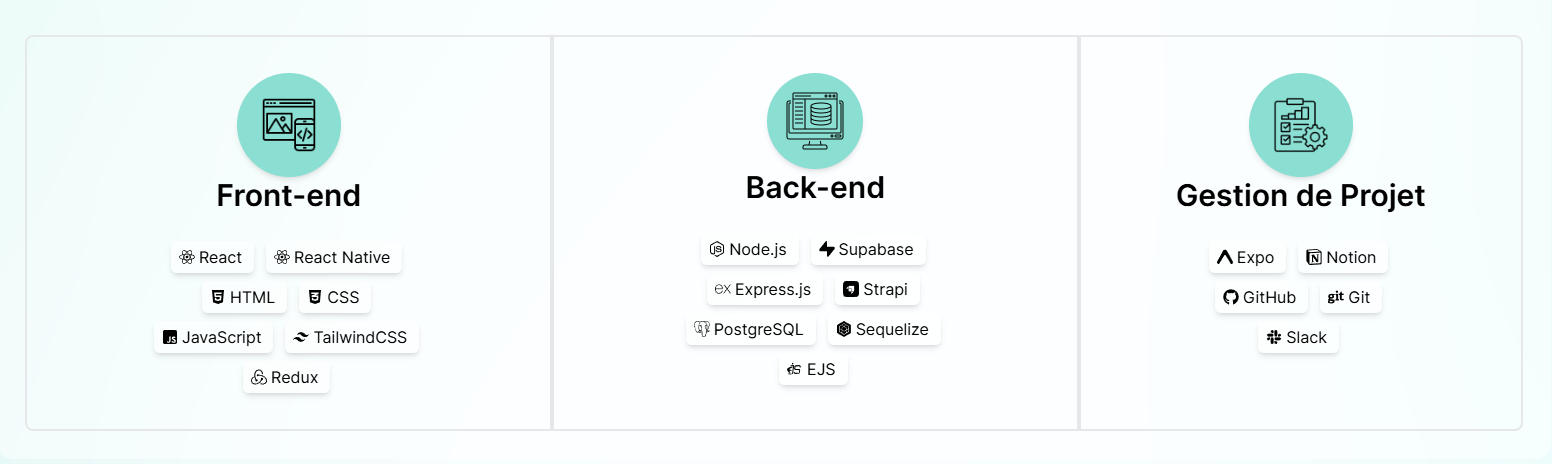 Front-end
React React Native
HTML CSS
JavaScript TailwindCSS
Redux
Back-end
Node.js Supabase
ex Express.js Strapi
PostgreSQL Sequelize
EJS
Gestion de Projet
Expo Notion
GitHub git Git
Slack